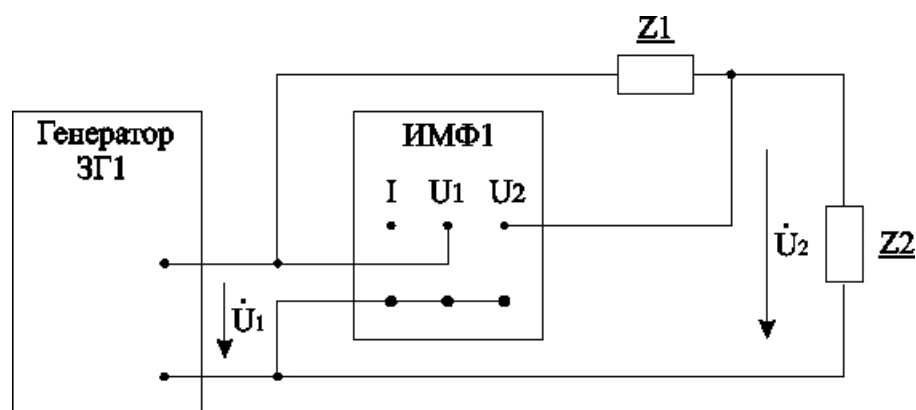 Z1
Генератор
ЗГ1
ИМФ1
I U1 U2
U̇1
U̇2
Z2